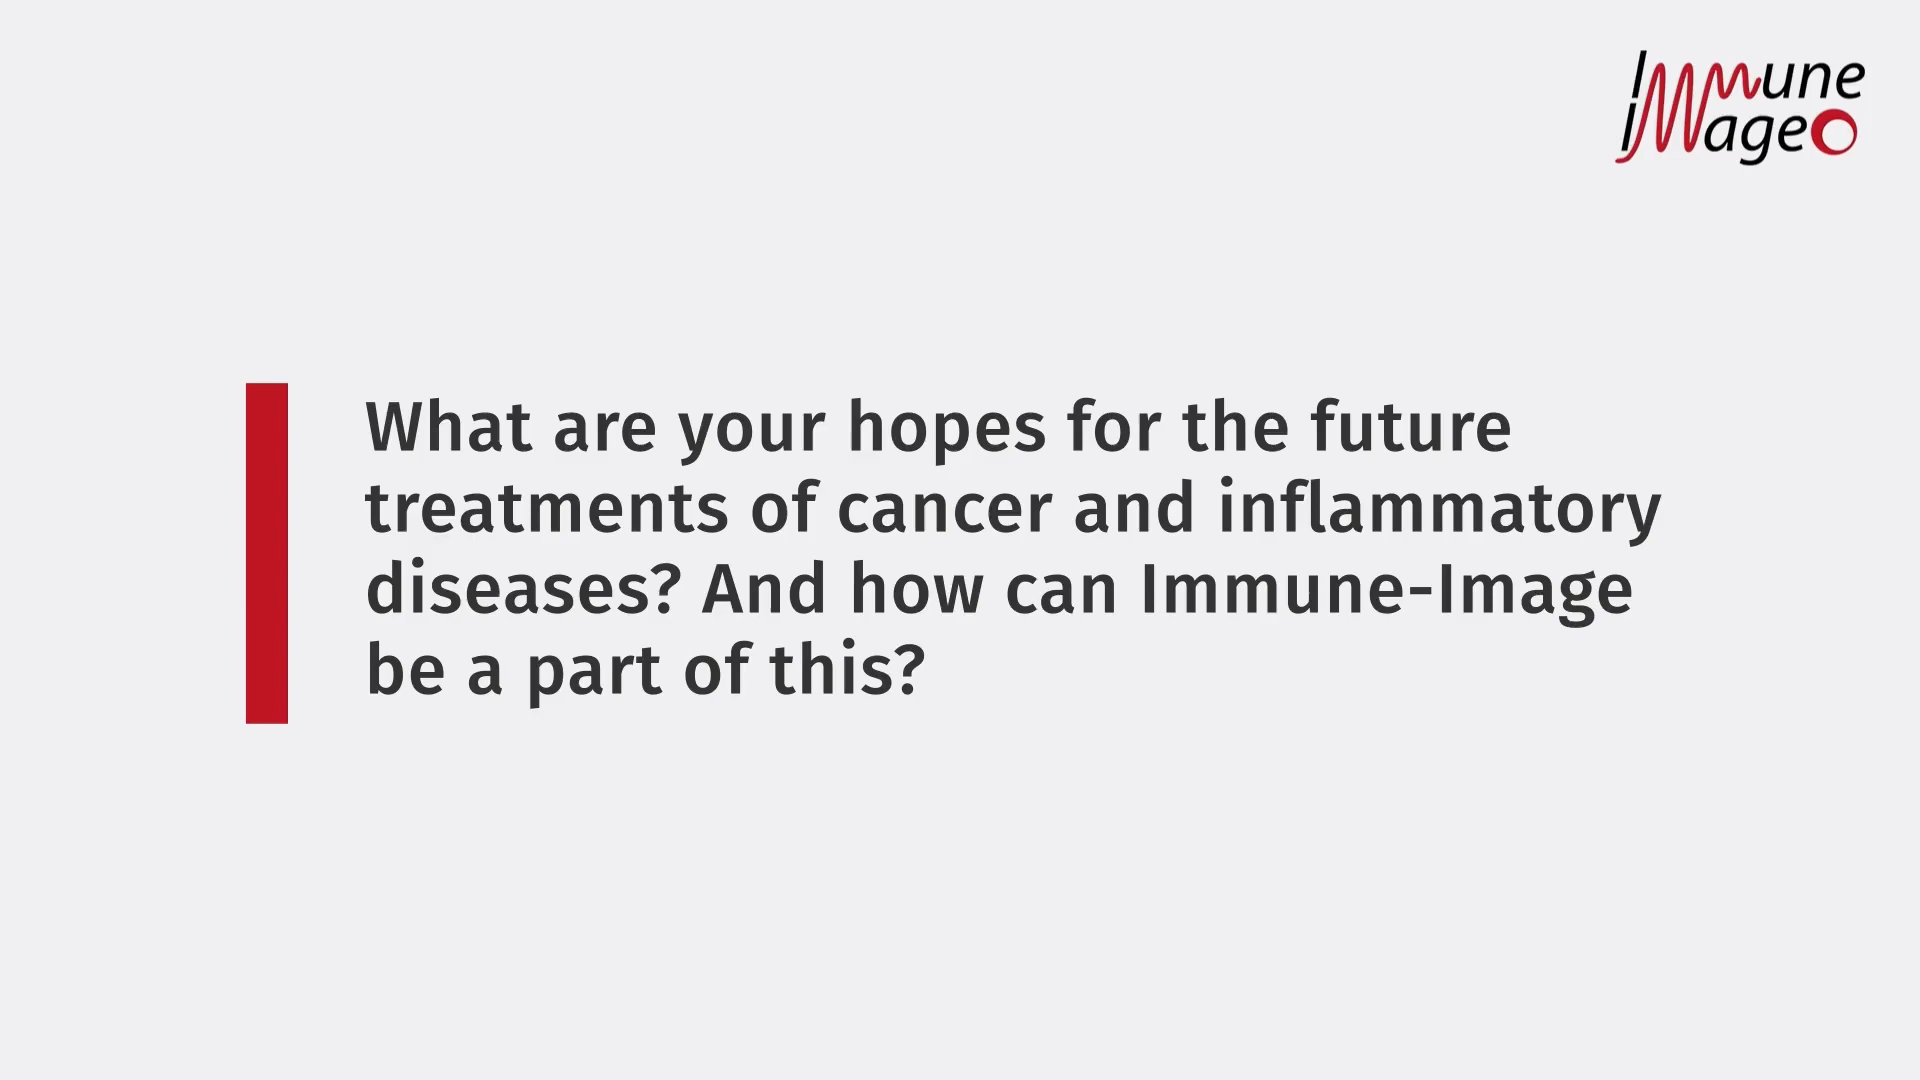 Immune
Image
What are your hopes for the future
treatments of cancer and inflammatory
diseases? And how can Immune-Image
be a part of this?